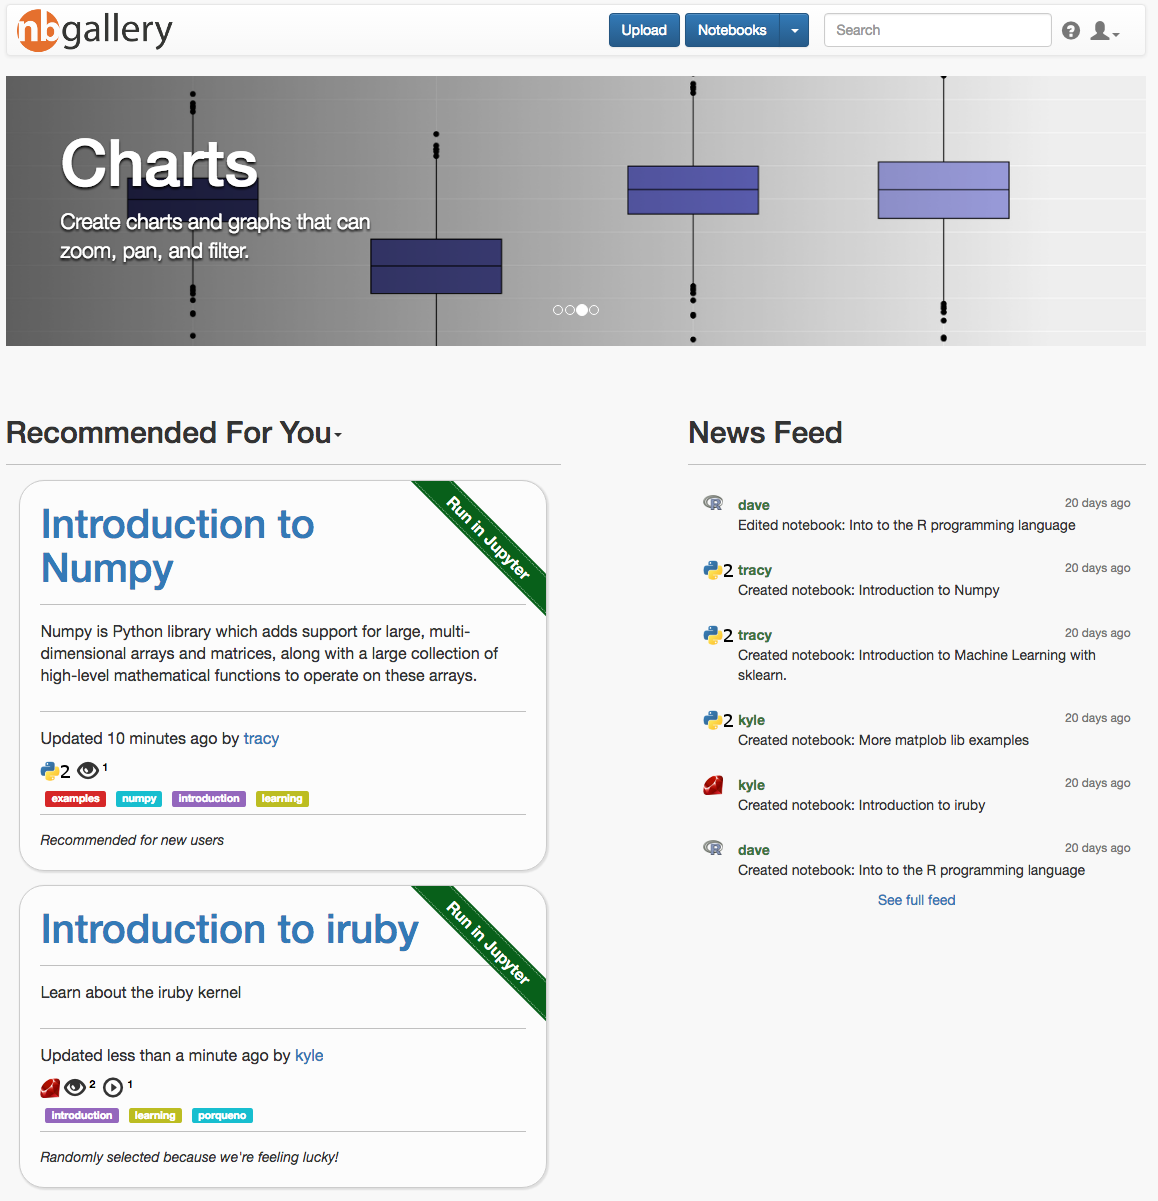 nbgallery
Upload
Notebooks
Search
?
Charts
Create charts and graphs that can
zoom, pan, and filter.
Recommended For You
Introduction to
Numpy
Run in Jupyter
Numpy is Python library which adds support for large, multi-
dimensional arrays and matrices, along with a large collection of
high-level mathematical functions to operate on these arrays.
Updated 10 minutes ago by tracy
2 1
examples numpy introduction learning
Recommended for new users
Introduction to iruby
Run in Jupyter
Learn about the iruby kernel
Updated less than a minute ago by kyle
2 1
introduction learning porqueno
Randomly selected because we're feeling lucky!
News Feed
R dave 20 days ago
Edited notebook: Into to the R programming language
2 tracy 20 days ago
Created notebook: Introduction to Numpy
2 tracy 20 days ago
Created notebook: Introduction to Machine Learning with
sklearn.
2 kyle 20 days ago
Created notebook: More matplob lib examples
kyle 20 days ago
Created notebook: Introduction to iruby
R dave 20 days ago
Created notebook: Into to the R programming language
See full feed